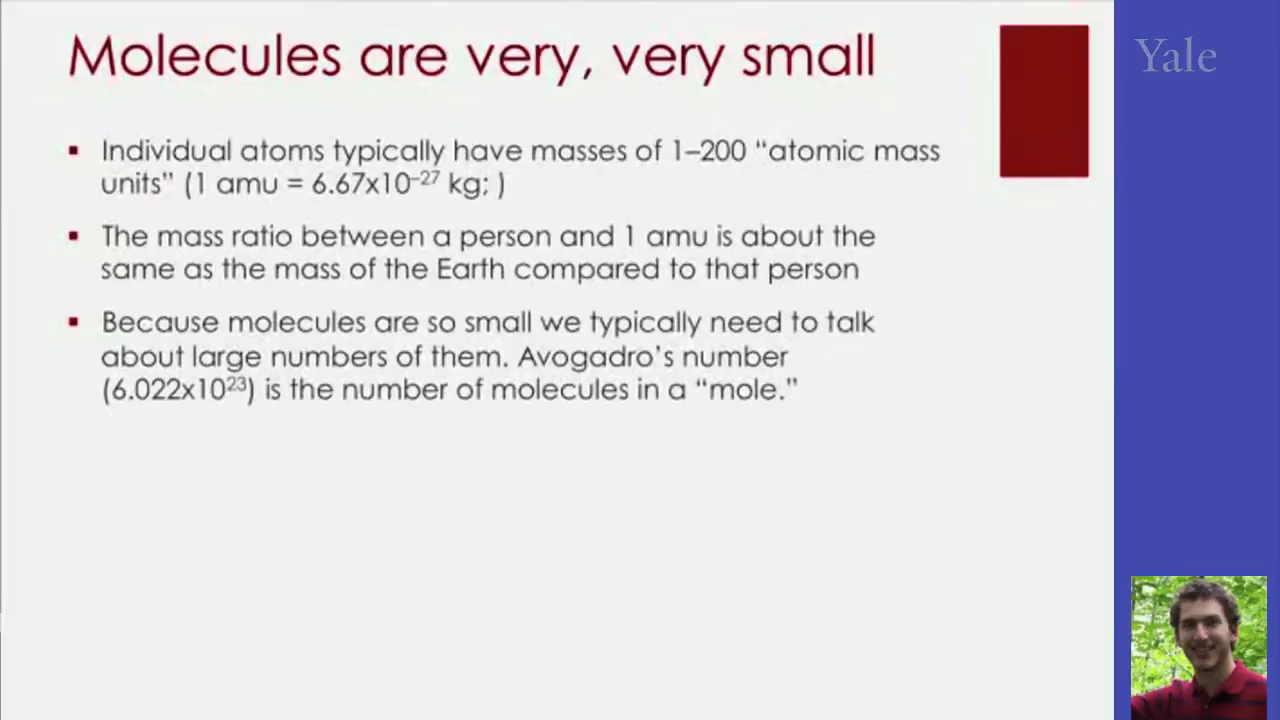 Molecules are very, very small
Yale
▪ Individual atoms typically have masses of 1–200 “atomic mass
units” (1 amu = 6.67x10⁻²⁷ kg; )
▪ The mass ratio between a person and 1 amu is about the
same as the mass of the Earth compared to that person
▪ Because molecules are so small we typically need to talk
about large numbers of them. Avogadro’s number
(6.022x10²³) is the number of molecules in a “mole.”